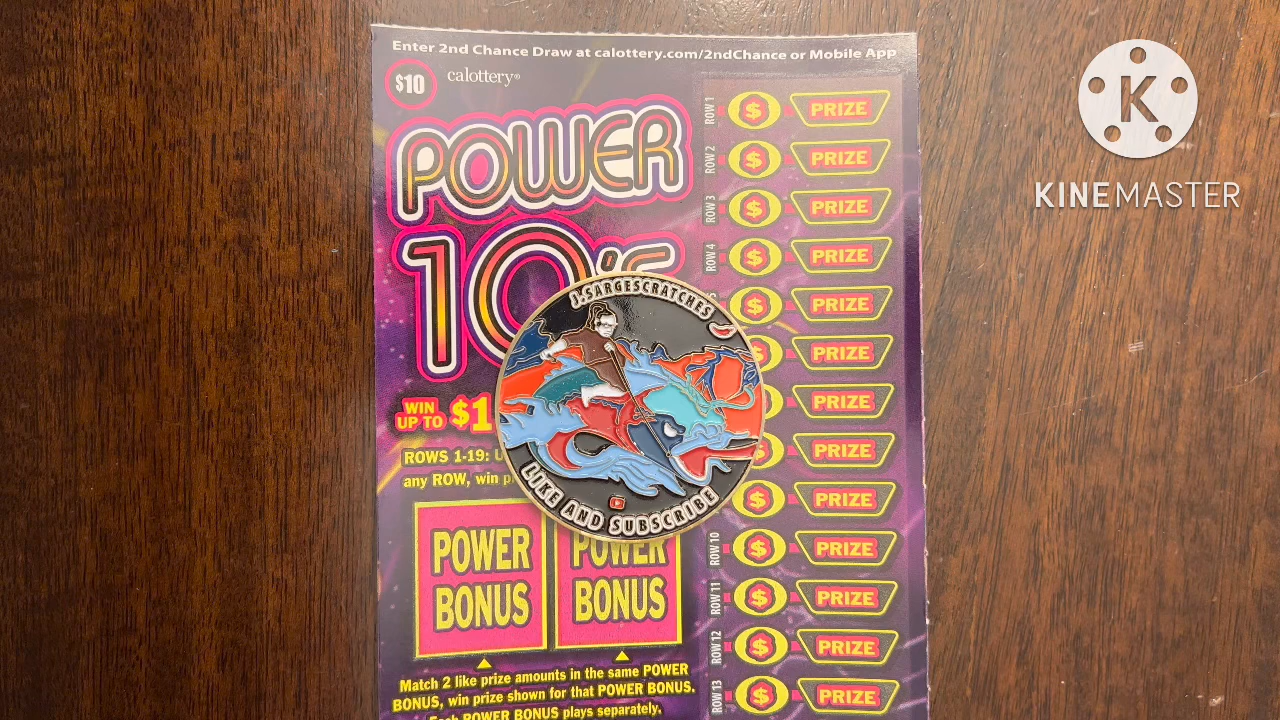 Enter 2nd Chance Draw at calottery.com/2ndChance or Mobile App
$10
calottery®
POWER
10's
WIN
UP TO $1
ROWS 1-19: U
any ROW, win p
POWER
BONUS
POWER
BONUS
Match 2 like prize amounts in the same POWER
BONUS, win prize shown for that POWER BONUS.
Each POWER BONUS plays separately.
J.SARGESCRATCHES
LIKE AND SUBSCRIBE
ROW 1 $ PRIZE
ROW 2 $ PRIZE
ROW 3 $ PRIZE
ROW 4 $ PRIZE
$ PRIZE
$ PRIZE
$ PRIZE
$ PRIZE
$ PRIZE
ROW 10 $ PRIZE
ROW 11 $ PRIZE
ROW 12 $ PRIZE
ROW 13 $ PRIZE
K
KINEMASTER